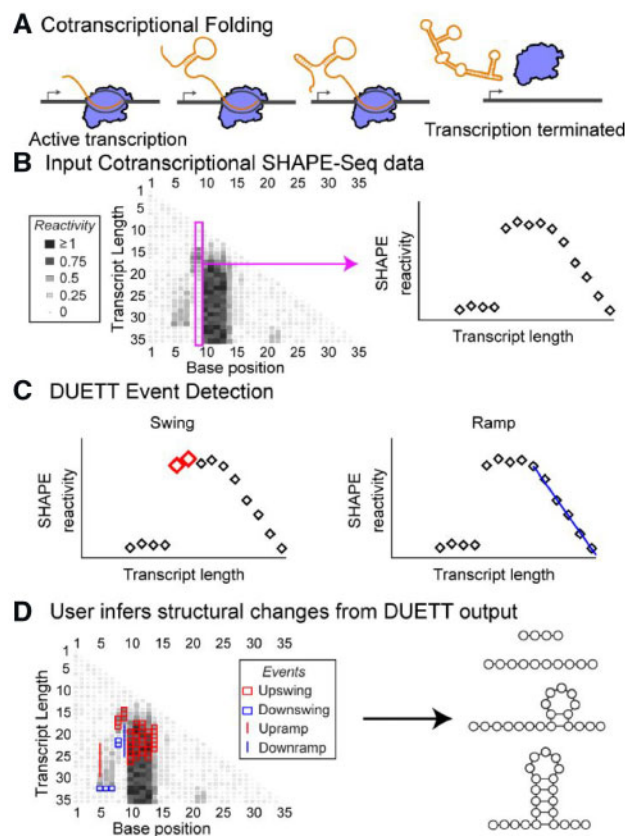 A Cotranscriptional Folding
Active transcription
Transcription terminated
B Input Cotranscriptional SHAPE-Seq data
1 5 10 15 20 25 30 35
Reactivity
≥1
0.75
0.5
0.25
0
Transcript Length
1
5
10
15
20
25
30
35
1 5 10 15 20 25 30 35
Base position
SHAPE
reactivity
Transcript length
C DUETT Event Detection
Swing
SHAPE
reactivity
Transcript length
Ramp
SHAPE
reactivity
Transcript length
D User infers structural changes from DUETT output
1 5 10 15 20 25 30 35
Transcript Length
1
5
10
15
20
25
30
35
1 5 10 15 20 25 30 35
Base position
Events
Upswing
Downswing
Upramp
Downramp